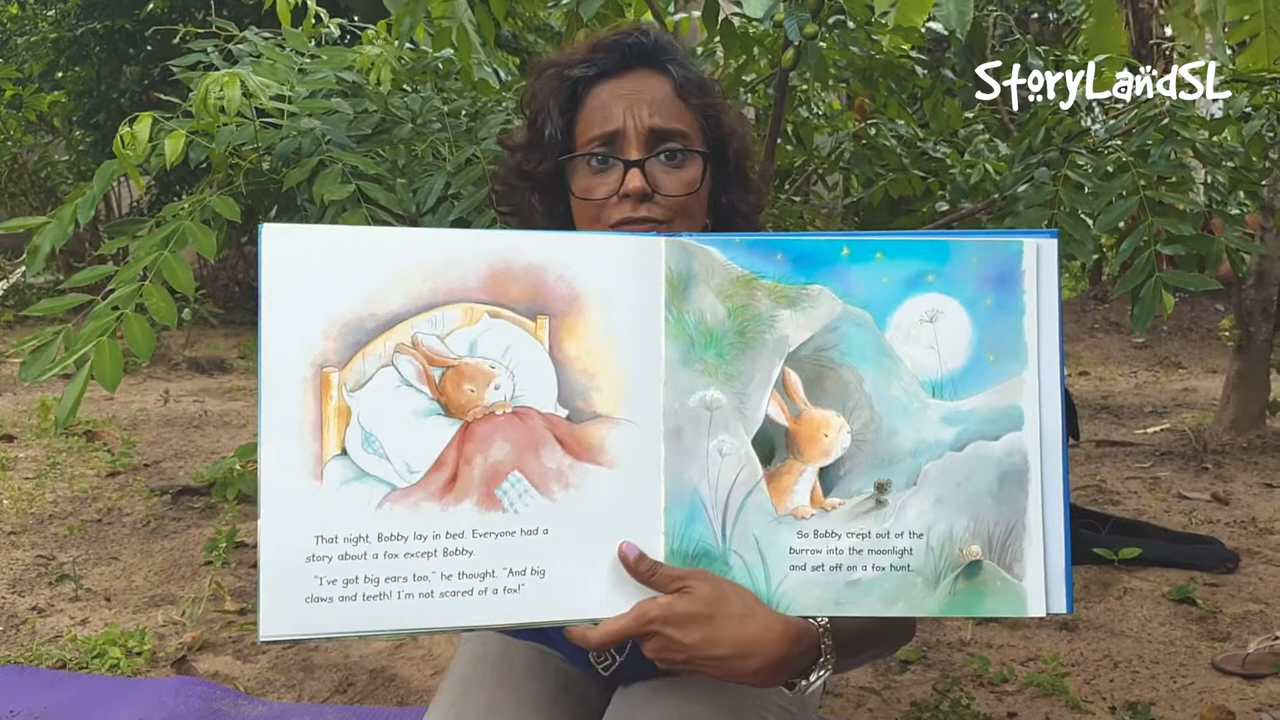 StoryLandSL
That night, Bobby lay in bed. Everyone had a
story about a fox except Bobby.
"I've got big ears too," he thought. "And big
claws and teeth! I'm not scared of a fox!"
So Bobby crept out of the
burrow into the moonlight
and set off on a fox hunt.